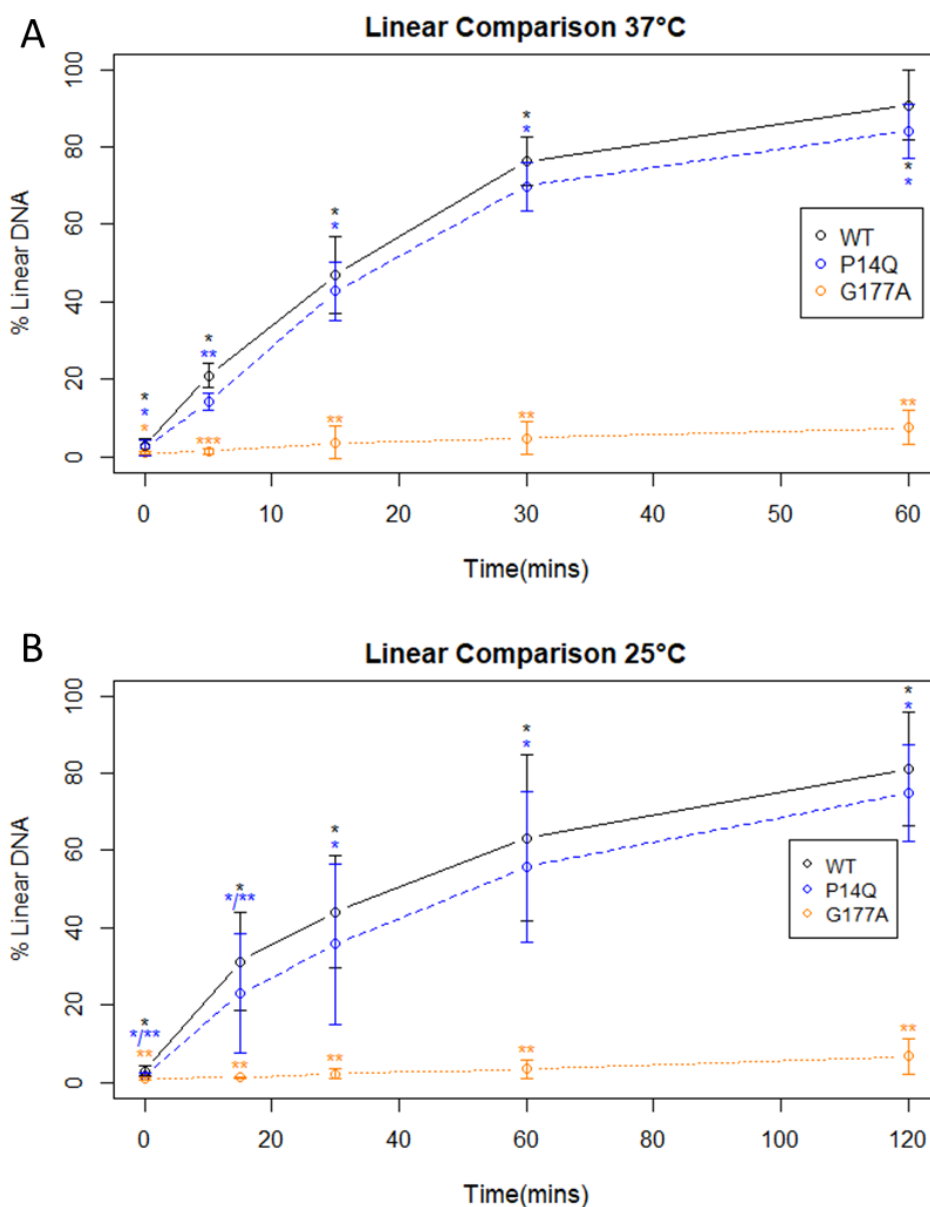 A
Linear Comparison 37°C
% Linear DNA
100
80
60
40
20
0
*
*
*
*
**
***
*
*
**
*
*
**
*
*
**
WT
P14Q
G177A
0 10 20 30 40 50 60
Time(mins)
B
Linear Comparison 25°C
% Linear DNA
100
80
60
40
20
0
*
*/**
**
*
*/**
**
*
*
**
*
*
**
*
*
**
WT
P14Q
G177A
0 20 40 60 80 100 120
Time(mins)